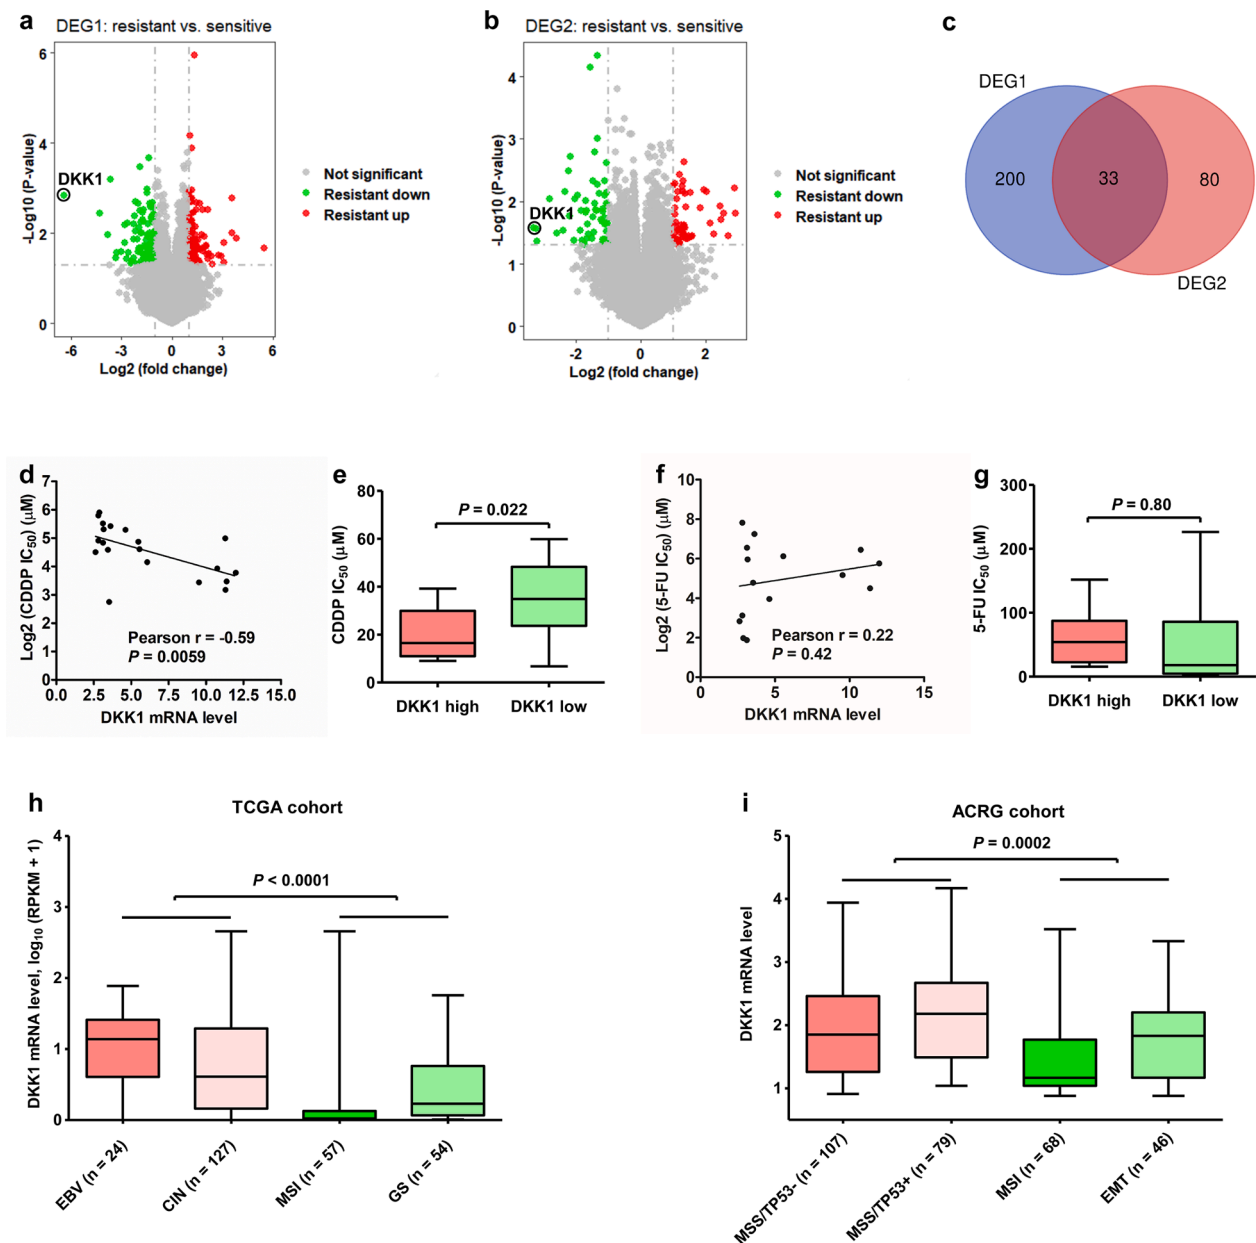 a
DEG1: resistant vs. sensitive
6
4
2
0
-Log10 (P-value)
DKK1
-6
-3
0
3
6
Log2 (fold change)
Not significant
Resistant down
Resistant up
b
DEG2: resistant vs. sensitive
4
3
2
1
0
-Log10 (P-value)
DKK1
-2
0
2
Log2 (fold change)
Not significant
Resistant down
Resistant up
c
DEG1
200
33
80
DEG2
d
7
6
5
4
3
2
1
0
Log2 (CDDP IC50) (µM)
Pearson r = -0.59
P = 0.0059
0.0
2.5
5.0
7.5
10.0
12.5
15.0
DKK1 mRNA level
e
80
60
40
20
0
CDDP IC50 (µM)
P = 0.022
DKK1 high
DKK1 low
f
10
8
6
4
2
0
Log2 (5-FU IC50) (µM)
Pearson r = 0.22
P = 0.42
0
5
10
15
DKK1 mRNA level
g
300
200
100
0
5-FU IC50 (µM)
P = 0.80
DKK1 high
DKK1 low
h
TCGA cohort
4
3
2
1
0
DKK1 mRNA level, log10 (RPKM + 1)
P < 0.0001
EBV (n = 24)
CIN (n = 127)
MSI (n = 57)
GS (n = 54)
i
ACRG cohort
5
4
3
2
1
DKK1 mRNA level
P = 0.0002
MSS/TP53- (n = 107)
MSS/TP53+ (n = 79)
MSI (n = 68)
EMT (n = 46)